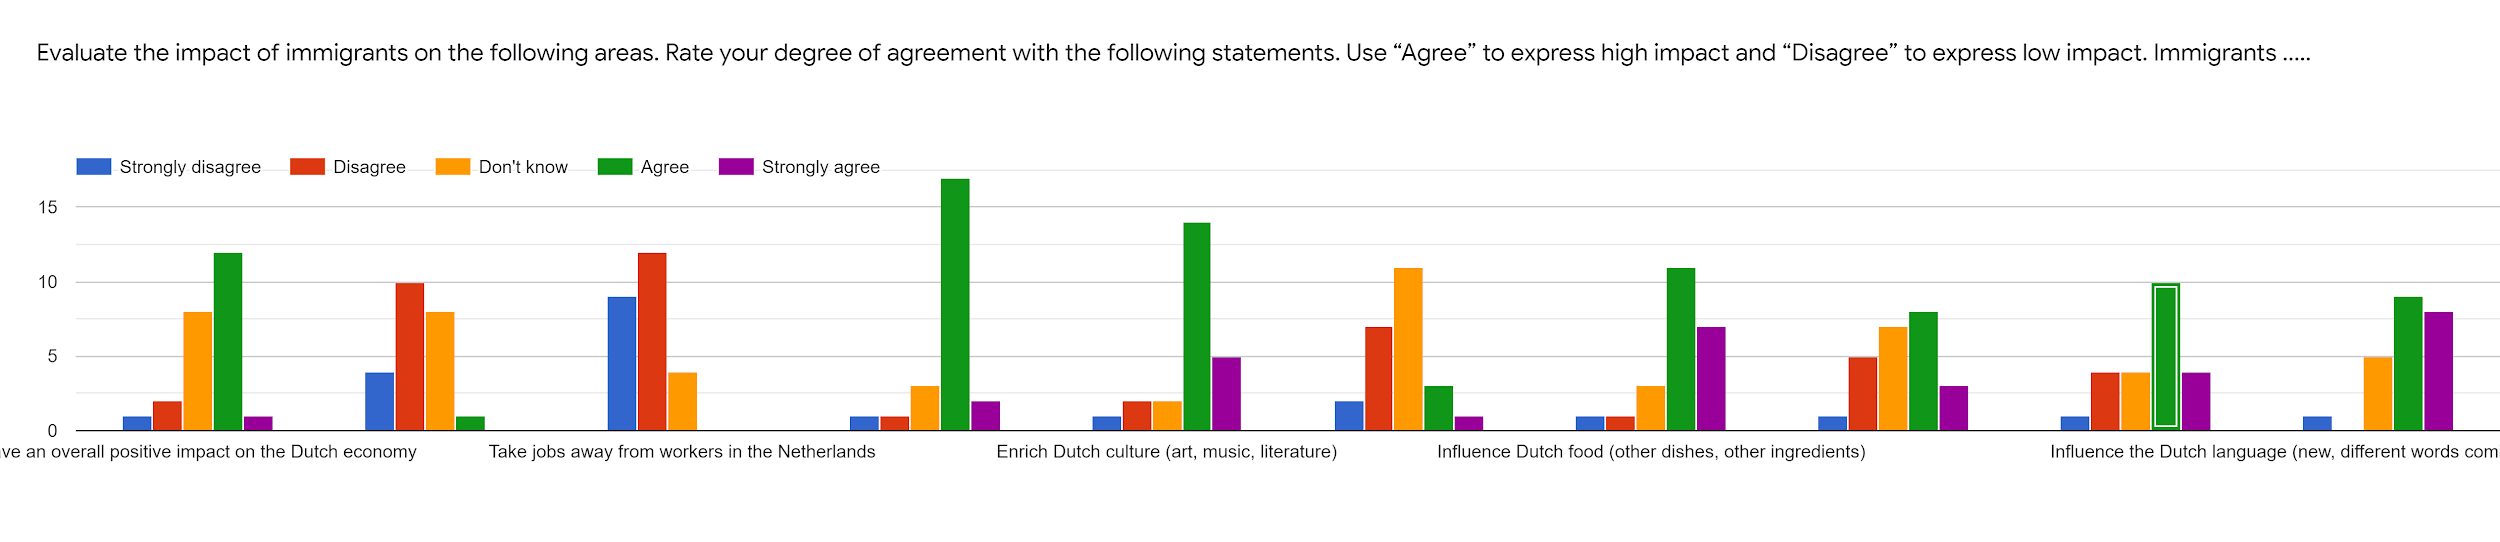 Evaluate the impact of immigrants on the following areas. Rate your degree of agreement with the following statements. Use “Agree” to express high impact and “Disagree” to express low impact. Immigrants .....
Strongly disagree Disagree Don't know Agree Strongly agree
15
10
5
0
an overall positive impact on the Dutch economy Take jobs away from workers in the Netherlands Enrich Dutch culture (art, music, literature) Influence Dutch food (other dishes, other ingredients) Influence the Dutch language (new, different words